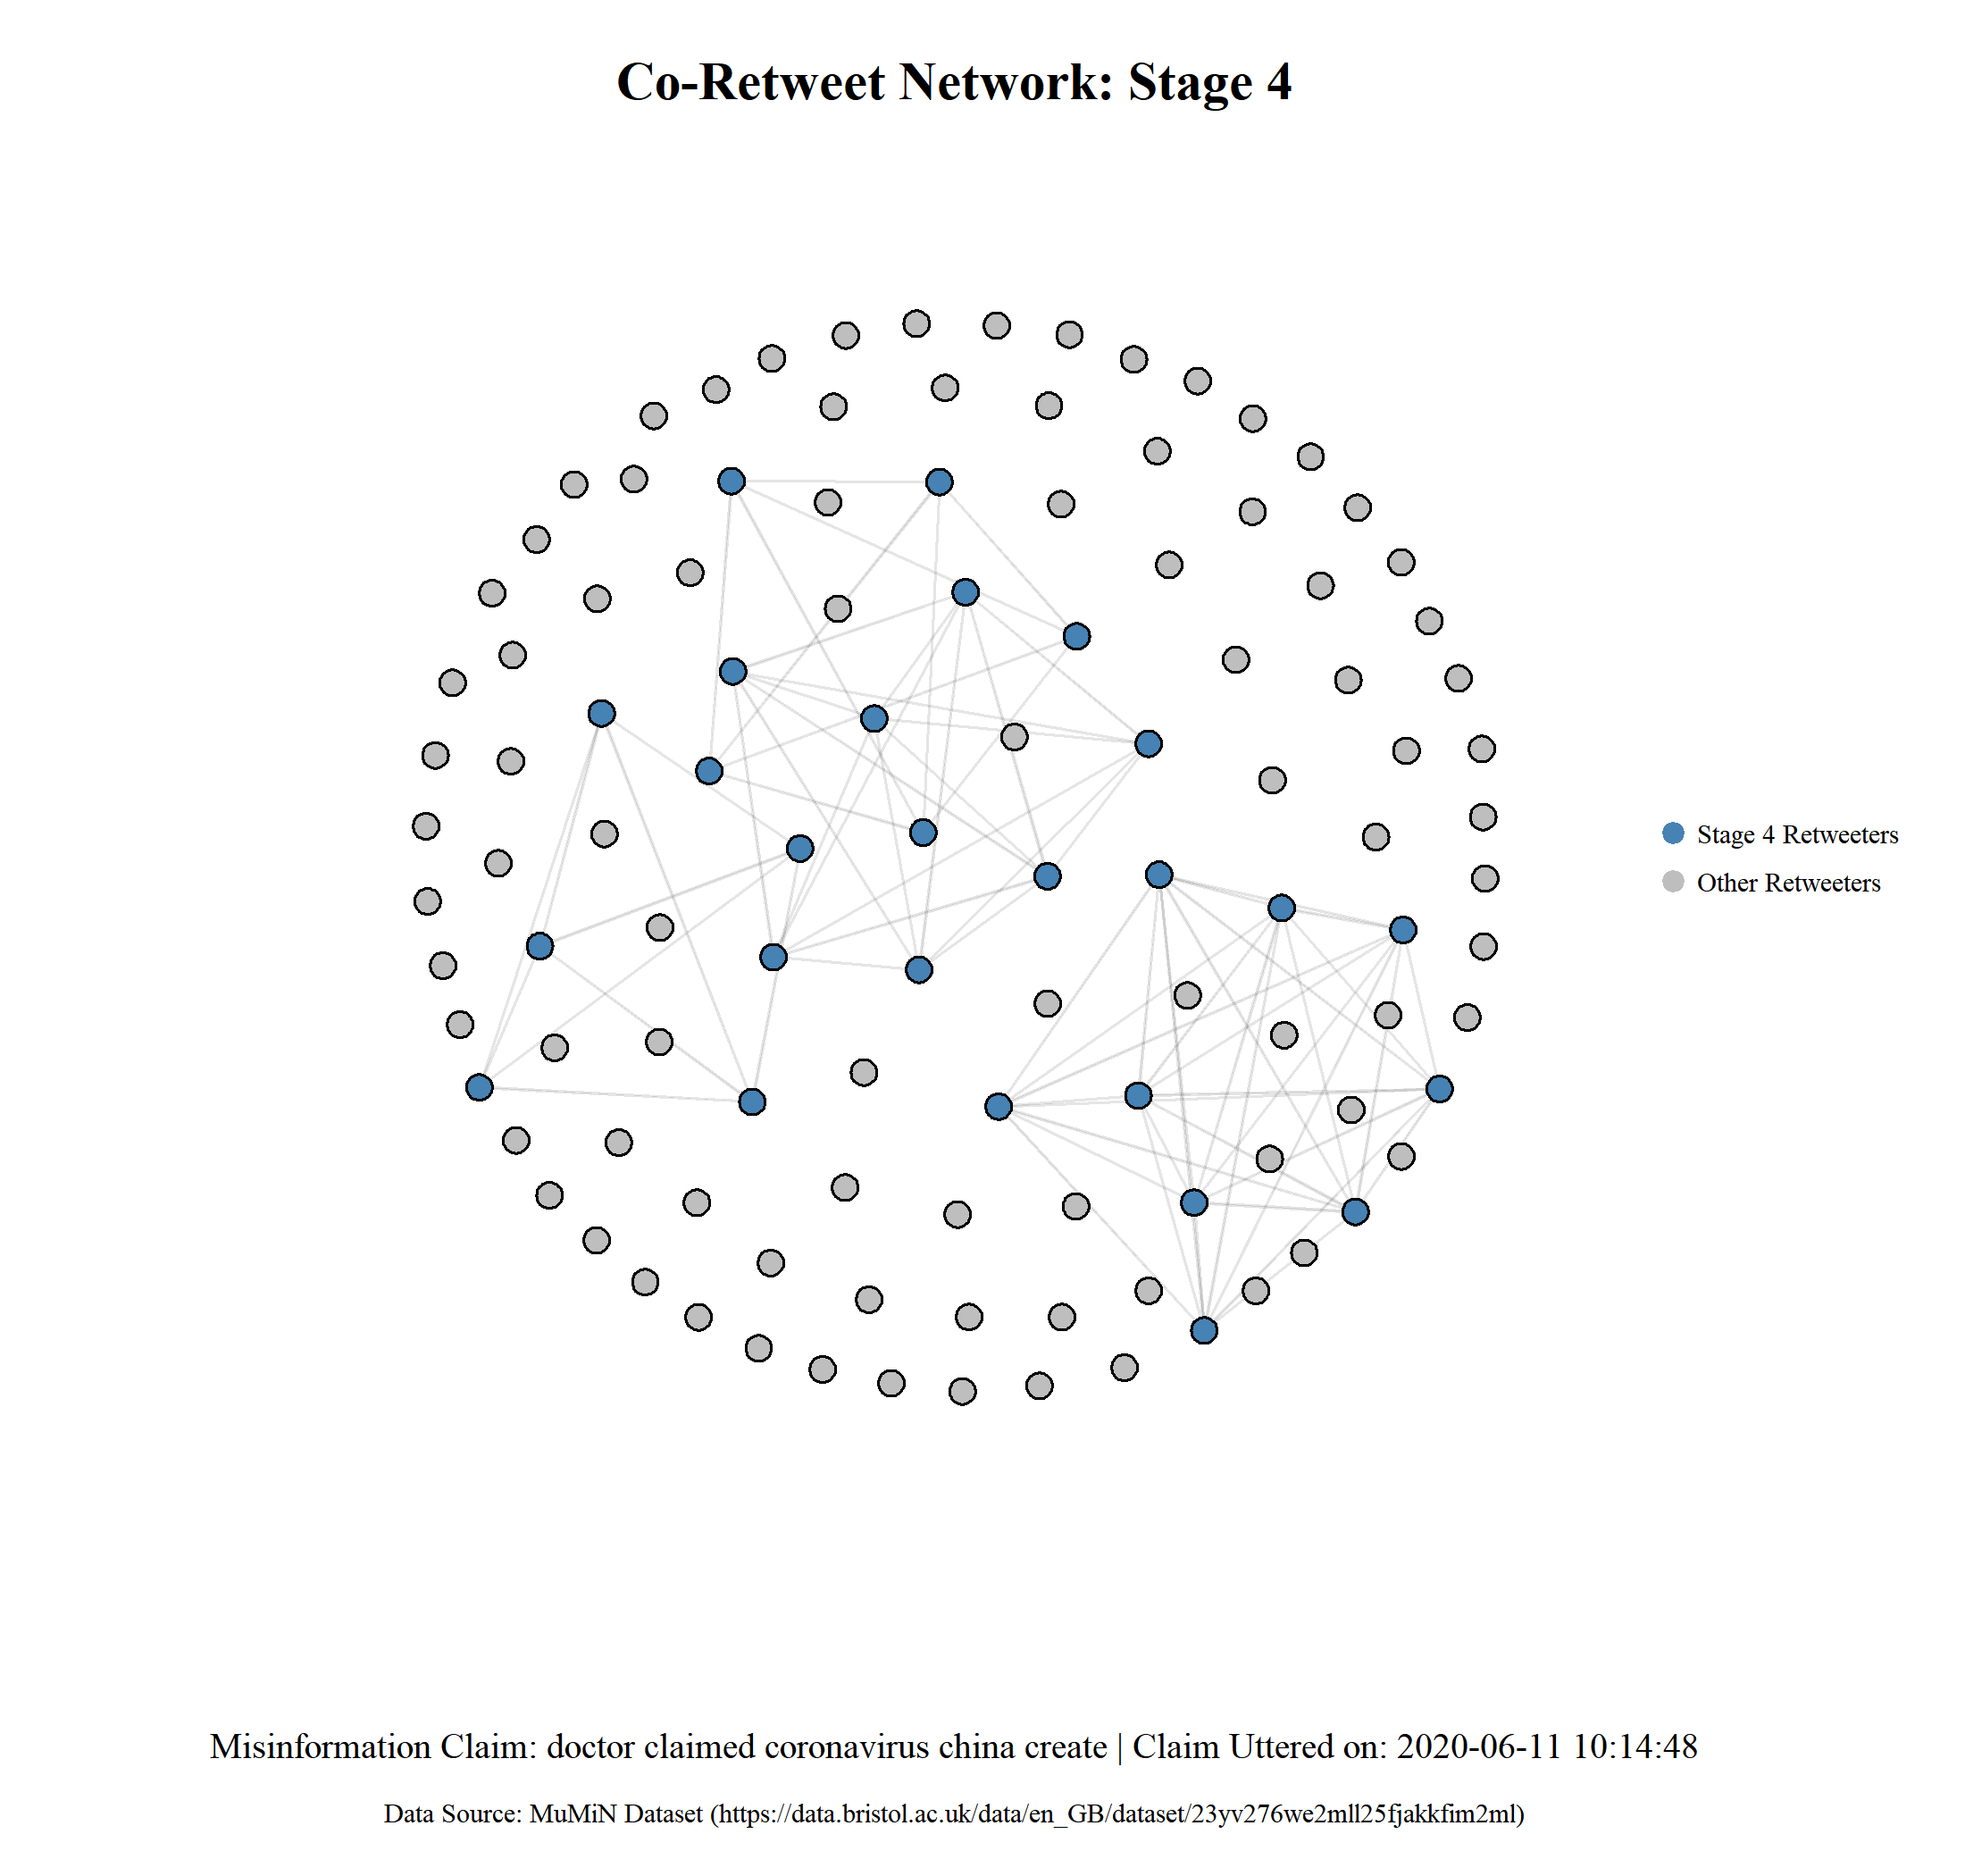 Co-Retweet Network: Stage 4
Stage 4 Retweeters
Other Retweeters
Misinformation Claim: doctor claimed coronavirus china create | Claim Uttered on: 2020-06-11 10:14:48
Data Source: MuMiN Dataset (https://data.bristol.ac.uk/data/en_GB/dataset/23yv276we2mll25fjakkfim2ml)